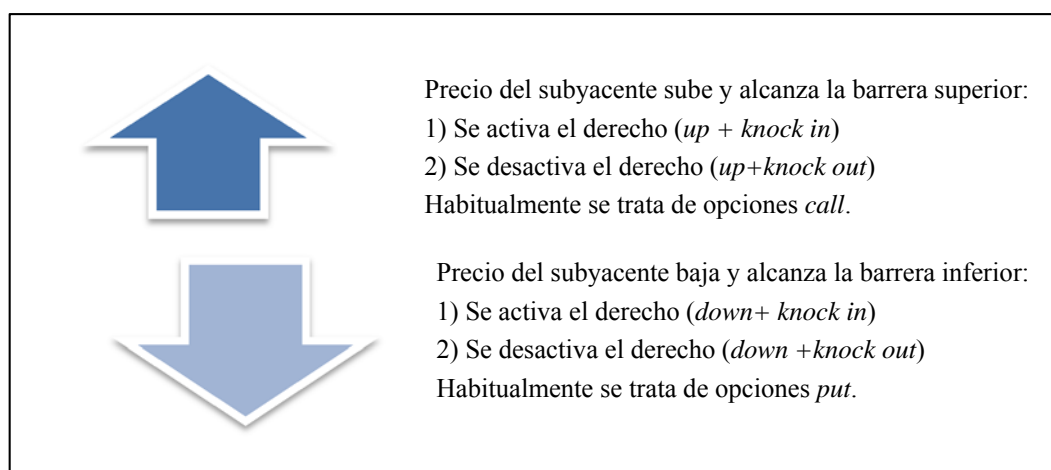 Precio del subyacente sube y alcanza la barrera superior:
1) Se activa el derecho (up + knock in)
2) Se desactiva el derecho (up+knock out)
Habitualmente se trata de opciones call.
Precio del subyacente baja y alcanza la barrera inferior:
1) Se activa el derecho (down+ knock in)
2) Se desactiva el derecho (down +knock out)
Habitualmente se trata de opciones put.